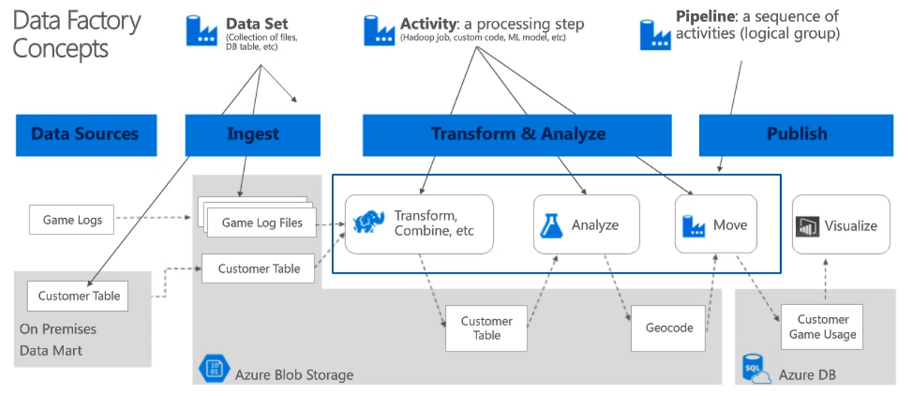 Data Factory
Concepts
Data Set
(Collection of files,
DB table, etc)
Activity: a processing step
(Hadoop job, custom code, ML model, etc)
Pipeline: a sequence of
activities (logical group)
Data Sources
Ingest
Transform & Analyze
Publish
Game Logs
Game Log Files
Transform,
Combine, etc
Analyze
Move
Visualize
Customer Table
Customer Table
On Premises
Data Mart
Customer
Table
Geocode
Customer
Game Usage
10
01
Azure Blob Storage
SQL
Azure DB